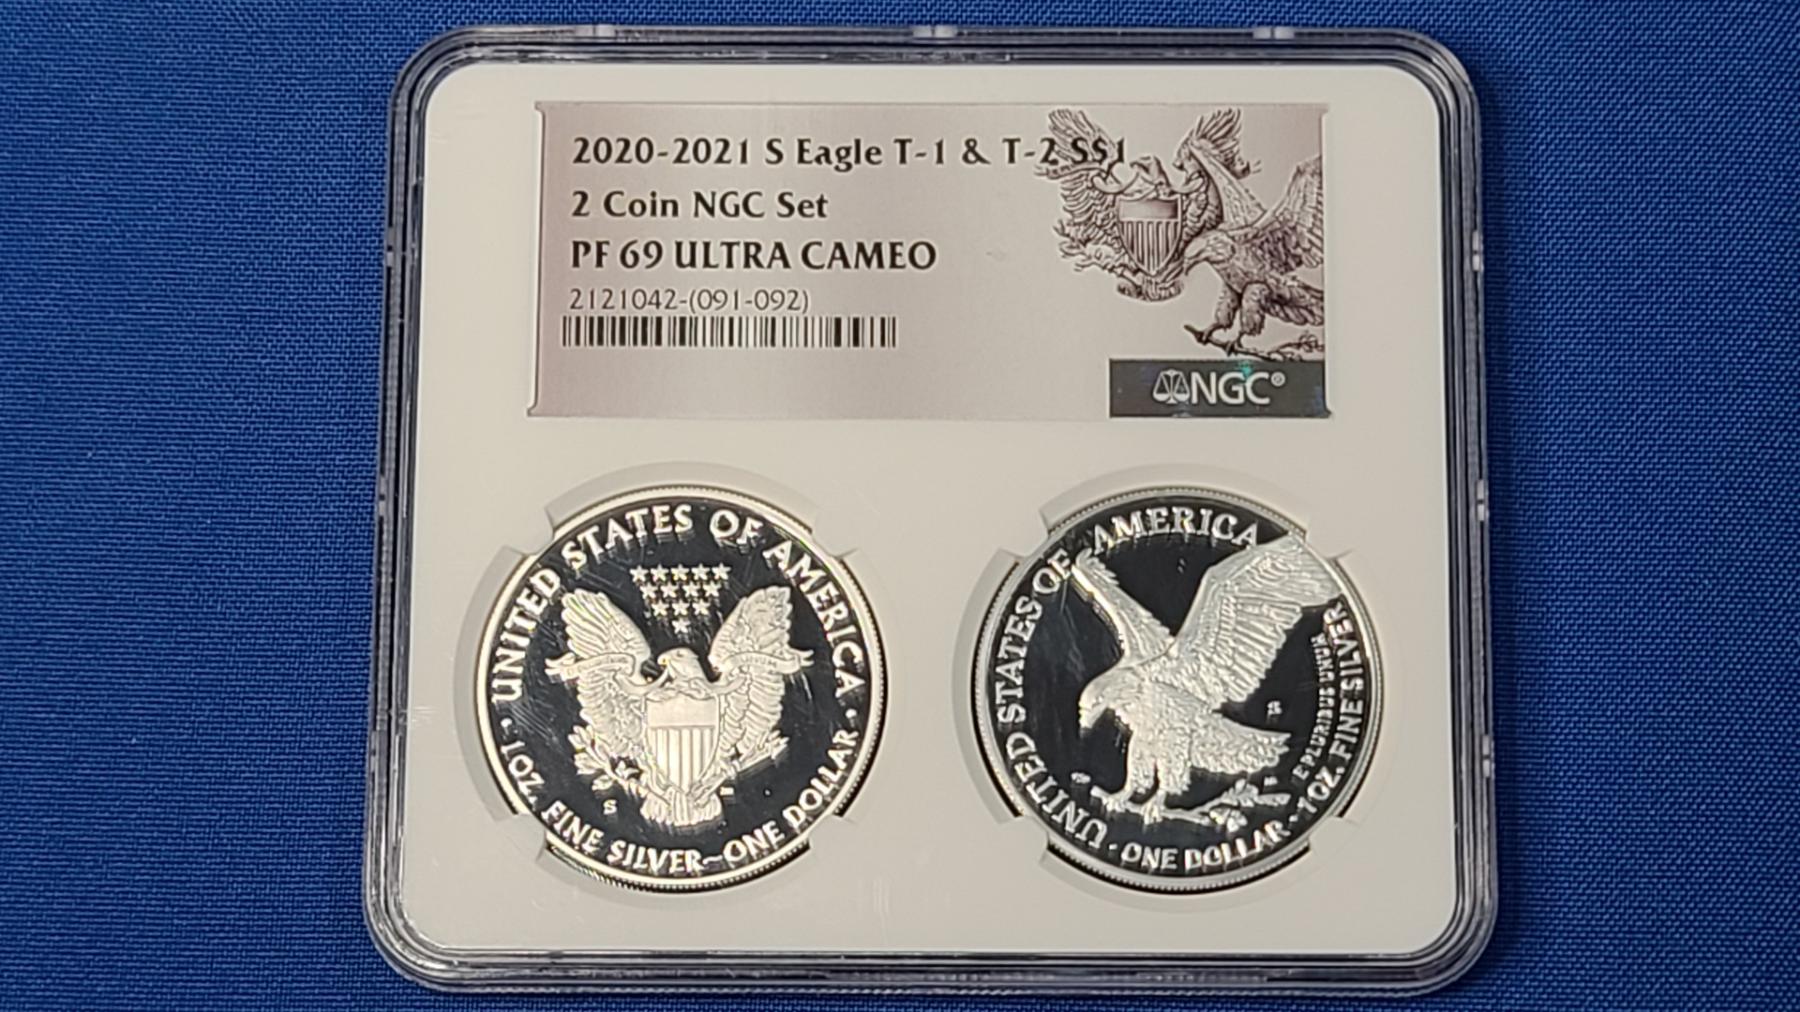 2020-2021 S Eagle T-1 & T-2 S$1
2 Coin NGC Set
PF 69 ULTRA CAMEO
2121042-(091-092)
NGC®
UNITED STATES OF AMERICA
S
· 1 OZ. FINE SILVER~ONE DOLLAR ·
UNITED STATES OF AMERICA
S
E PLURIBUS UNUM
· ONE DOLLAR ~ 1 OZ. FINE SILVER